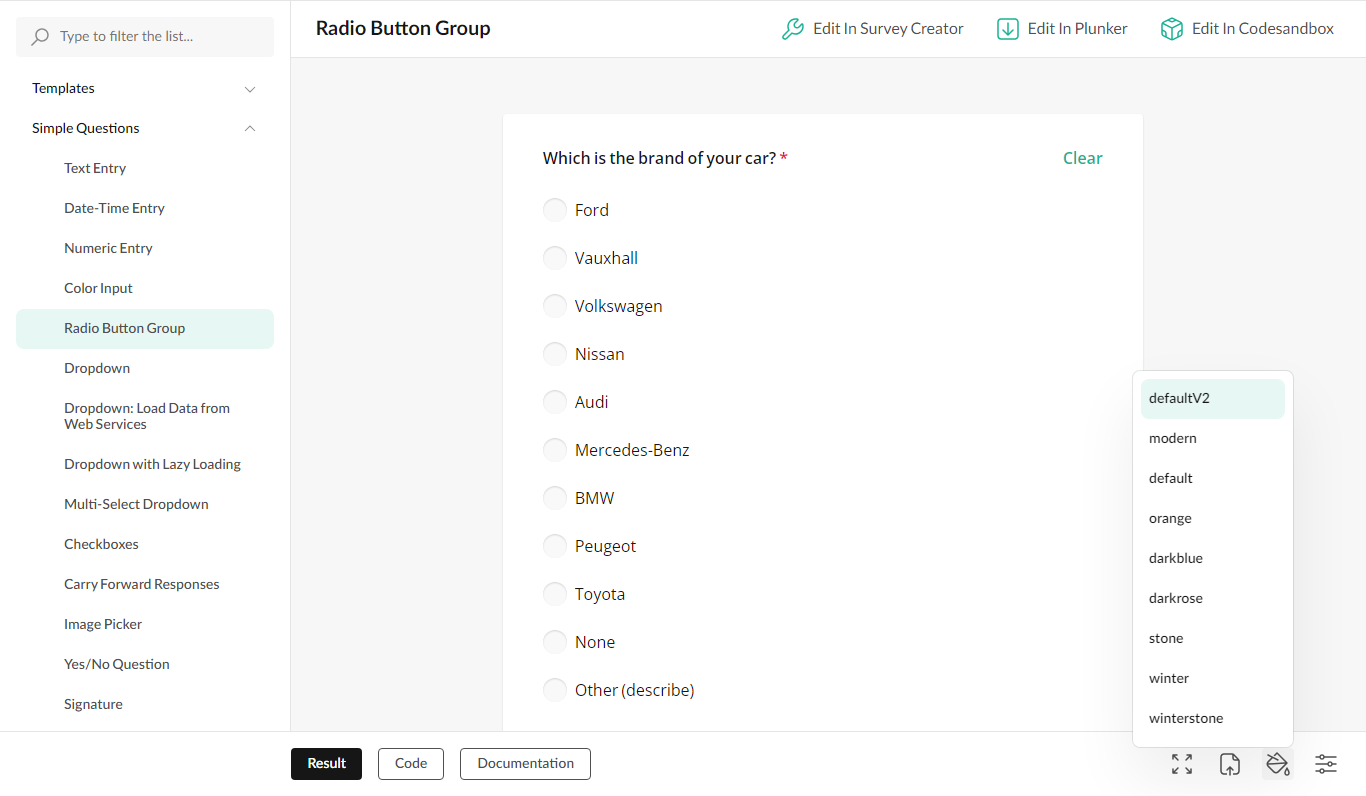 Type to filter the list...
Templates
Simple Questions
Text Entry
Date-Time Entry
Numeric Entry
Color Input
Radio Button Group
Dropdown
Dropdown: Load Data from
Web Services
Dropdown with Lazy Loading
Multi-Select Dropdown
Checkboxes
Carry Forward Responses
Image Picker
Yes/No Question
Signature
Radio Button Group
Edit In Survey Creator
Edit In Plunker
Edit In Codesandbox
Which is the brand of your car? *
Clear
Ford
Vauxhall
Volkswagen
Nissan
Audi
Mercedes-Benz
BMW
Peugeot
Toyota
None
Other (describe)
defaultV2
modern
default
orange
darkblue
darkrose
stone
winter
winterstone
Result
Code
Documentation